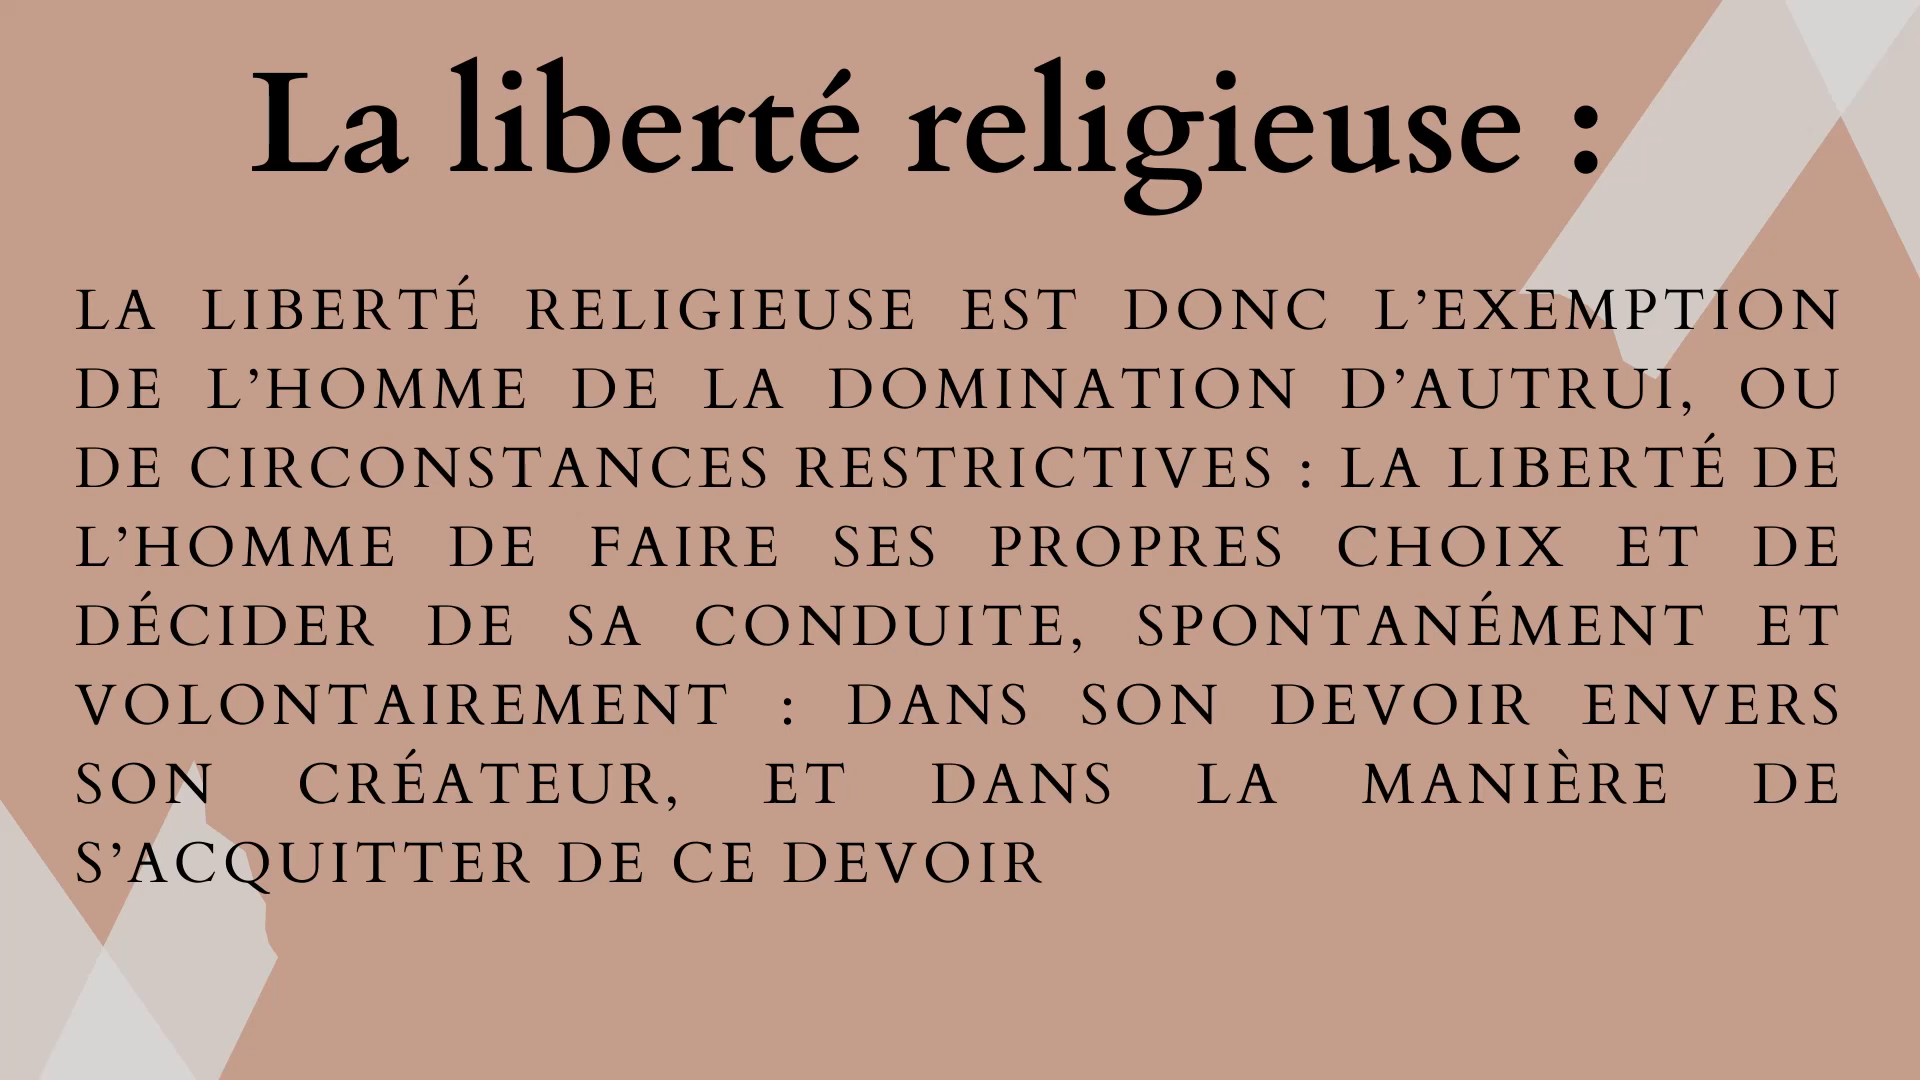 La liberté religieuse :
LA LIBERTÉ RELIGIEUSE EST DONC L’EXEMPTION
DE L’HOMME DE LA DOMINATION D’AUTRUI, OU
DE CIRCONSTANCES RESTRICTIVES : LA LIBERTÉ DE
L’HOMME DE FAIRE SES PROPRES CHOIX ET DE
DÉCIDER DE SA CONDUITE, SPONTANÉMENT ET
VOLONTAIREMENT : DANS SON DEVOIR ENVERS
SON CRÉATEUR, ET DANS LA MANIÈRE DE
S’ACQUITTER DE CE DEVOIR